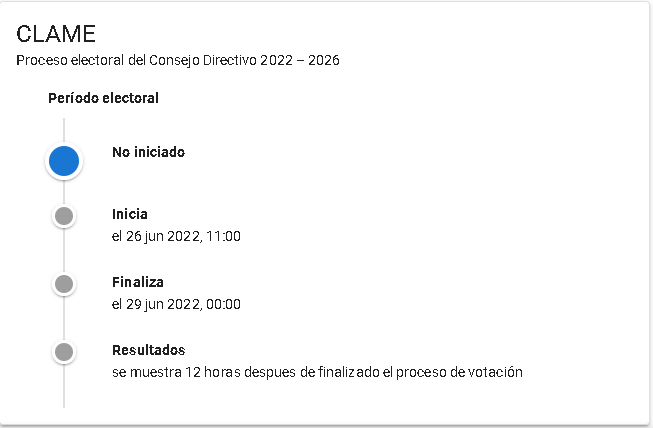 CLAME
Proceso electoral del Consejo Directivo 2022 – 2026
Período electoral
No iniciado
Inicia
el 26 jun 2022, 11:00
Finaliza
el 29 jun 2022, 00:00
Resultados
se muestra 12 horas despues de finalizado el proceso de votación